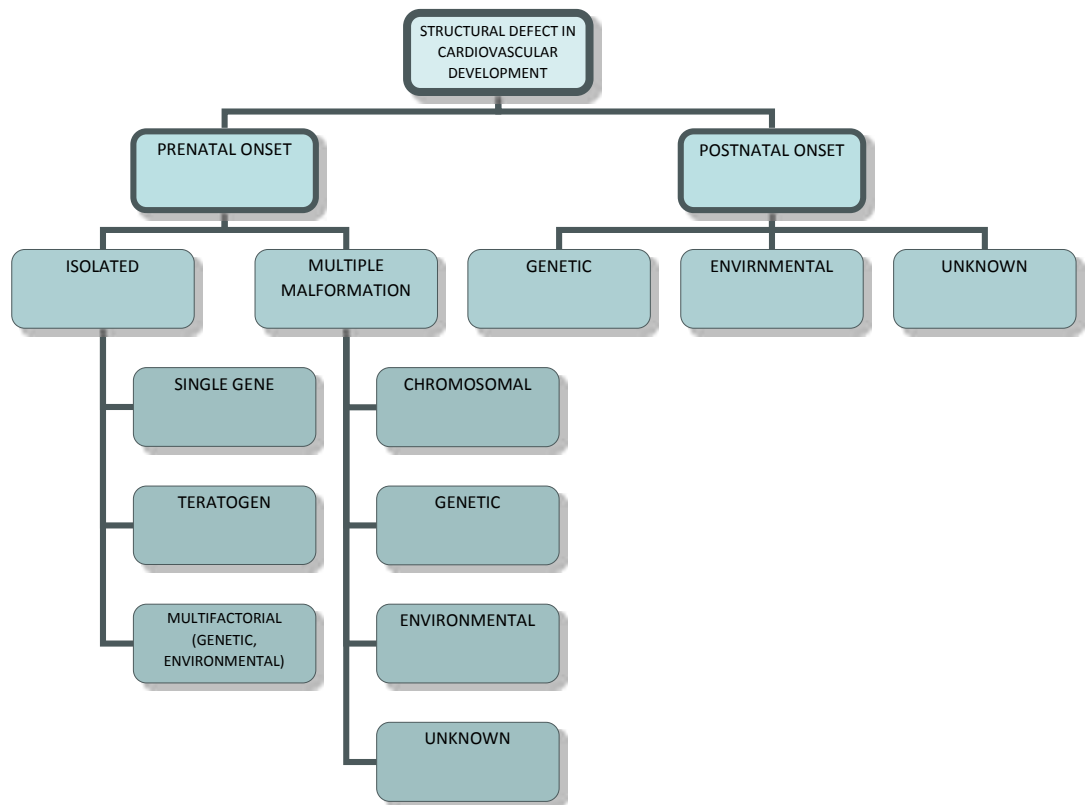 STRUCTURAL DEFECT IN
CARDIOVASCULAR
DEVELOPMENT
PRENATAL ONSET
POSTNATAL ONSET
ISOLATED
MULTIPLE
MALFORMATION
GENETIC
ENVIRNMENTAL
UNKNOWN
SINGLE GENE
CHROMOSOMAL
TERATOGEN
GENETIC
MULTIFACTORIAL
(GENETIC,
ENVIRONMENTAL)
ENVIRONMENTAL
UNKNOWN